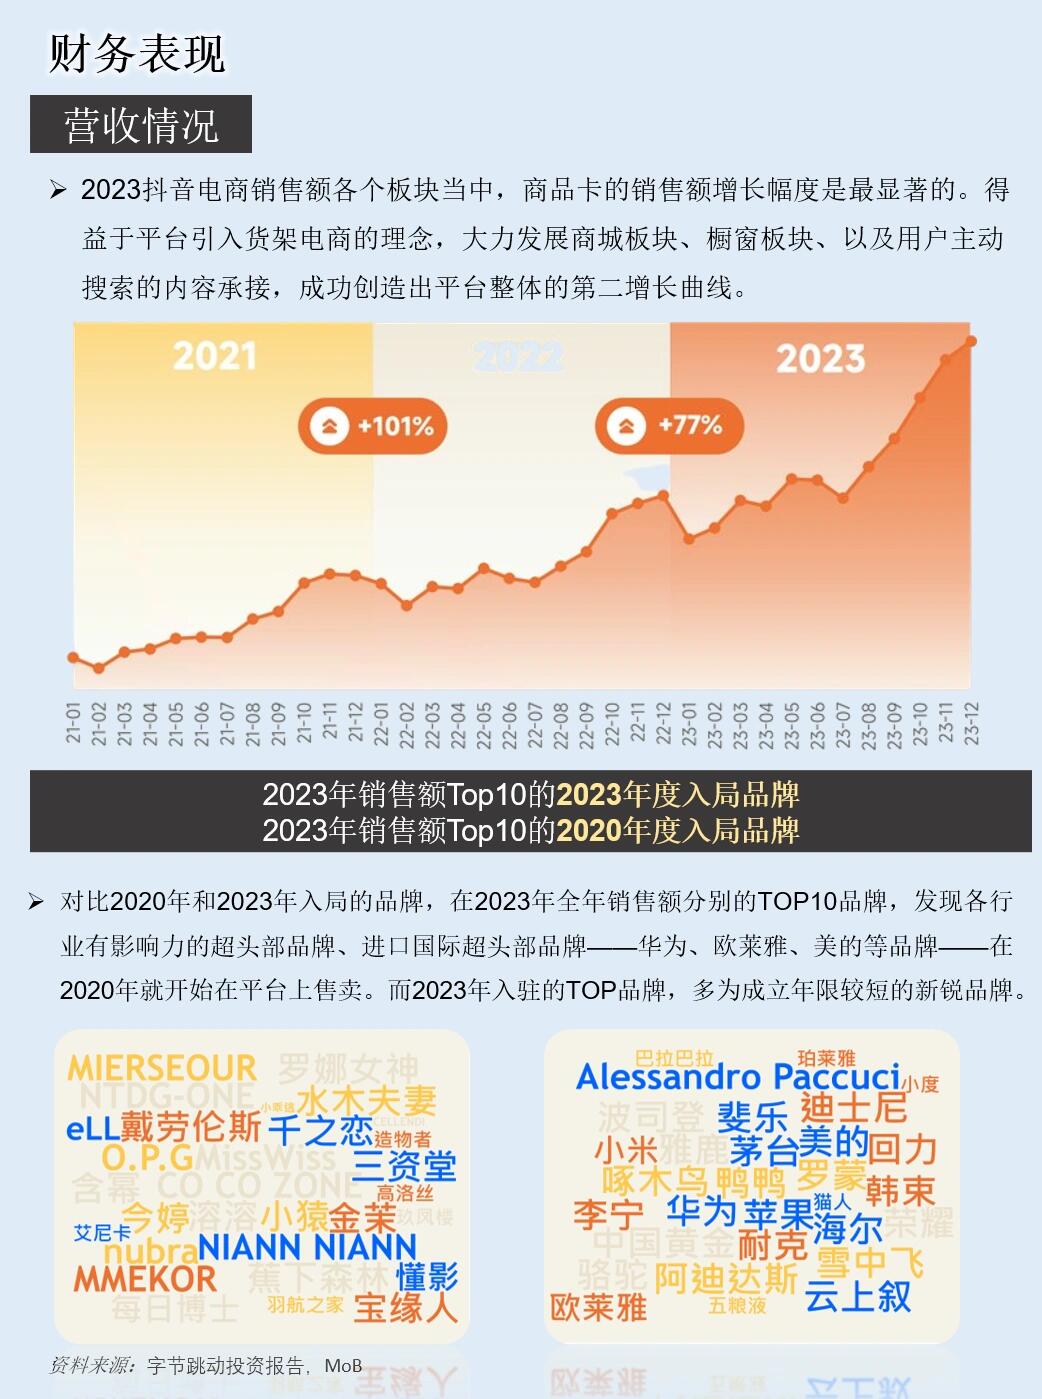 财务表现
营收情况
➢ 2023抖音电商销售额各个板块当中，商品卡的销售额增长幅度是最显著的。得
益于平台引入货架电商的理念，大力发展商城板块、橱窗板块、以及用户主动
搜索的内容承接，成功创造出平台整体的第二增长曲线。
2021 2022 2023
+101% +77%
21-01 21-02 21-03 21-04 21-05 21-06 21-07 21-08 21-09 21-10 21-11 21-12 22-01 22-02 22-03 22-04 22-05 22-06 22-07 22-08 22-09 22-10 22-11 22-12 23-01 23-02 23-03 23-04 23-05 23-06 23-07 23-08 23-09 23-10 23-11 23-12
2023年销售额Top10的2023年度入局品牌
2023年销售额Top10的2020年度入局品牌
➢ 对比2020年和2023年入局的品牌，在2023年全年销售额分别的TOP10品牌，发现各行
业有影响力的超头部品牌、进口国际超头部品牌——华为、欧莱雅、美的等品牌——在
2020年就开始在平台上售卖。而2023年入驻的TOP品牌，多为成立年限较短的新锐品牌。
MIERSEOUR 罗娜女神
NTDG-ONE 水木夫妻
CELLENDI
eLL 戴劳伦斯 千之恋 造物者
O.P.G MissWiss 三资堂
含幂 CO CO ZONE 高洛丝
今婷 溶溶 小猿 金茉 玖凤楼
艾尼卡 nubra NIANN NIANN
MMEKOR 蕉下森林 懂影
每日博士 羽航之家 宝缘人
巴拉巴拉 珀莱雅
Alessandro Paccuci 小度
波司登 斐乐 迪士尼
小米 雅鹿 茅台 美的 回力
啄木鸟 鸭鸭 罗蒙 韩束
李宁 华为 苹果 猫人 海尔 荣耀
中国黄金 耐克 雪中飞
骆驼 阿迪达斯 云上叙
欧莱雅 五粮液
资料来源：字节跳动投资报告，MoB